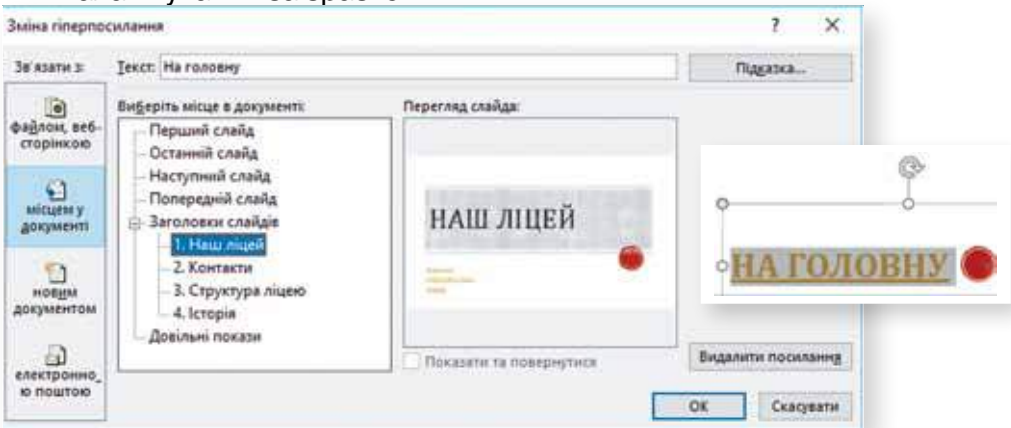 Зміна гіперпосилання ? ×
Зв'язати з:
Текст: На головну
Підказка...
файлом, веб-
сторінкою
місцем у
документі
новим
документом
електронно_
ю поштою
Виберіть місце в документі:
Перший слайд
Останній слайд
Наступний слайд
Попередній слайд
Заголовки слайдів
1. Наш ліцей
2. Контакти
3. Структура ліцею
4. Історія
Довільні покази
Перегляд слайда:
НАШ ЛІЦЕЙ
Показати та повернутися
НА ГОЛОВНУ
Видалити посилання
ОК
Скасувати